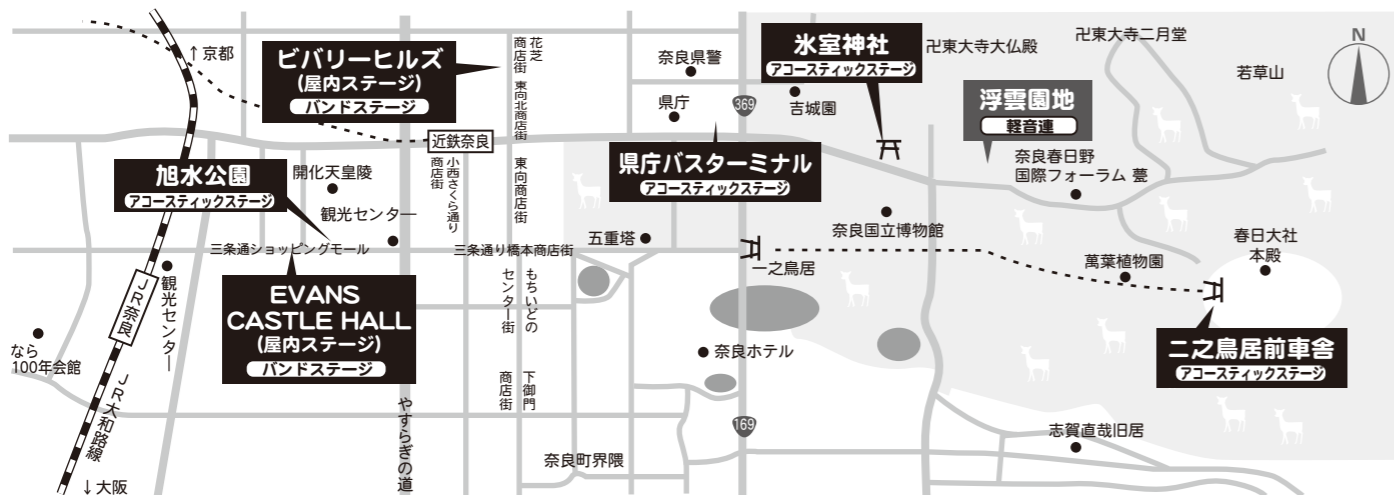 ↑京都
ビバリーヒルズ
(屋内ステージ)
バンドステージ
花芝
商店街
東向北商店街
奈良県警
県庁
369
氷室神社
アコースティックステージ
吉城園
卍東大寺大仏殿
卍東大寺二月堂
若草山
N
浮雲園地
軽音連
奈良春日野
国際フォーラム 甍
近鉄奈良
県庁バスターミナル
アコースティックステージ
旭水公園
アコースティックステージ
開化天皇陵
観光センター
小西さくら通り
商店街
東向商店街
三条通ショッピングモール
三条通り橋本商店街
五重塔
一之鳥居
奈良国立博物館
萬葉植物園
春日大社
本殿
二之鳥居前車舎
アコースティックステージ
EVANS
CASTLE HALL
(屋内ステージ)
バンドステージ
もちいどの
センター街
JR奈良
観光センター
なら
100年会館
JR大和路線
↓大阪
やすらぎの道
下御門
商店街
奈良ホテル
169
奈良町界隈
志賀直哉旧居